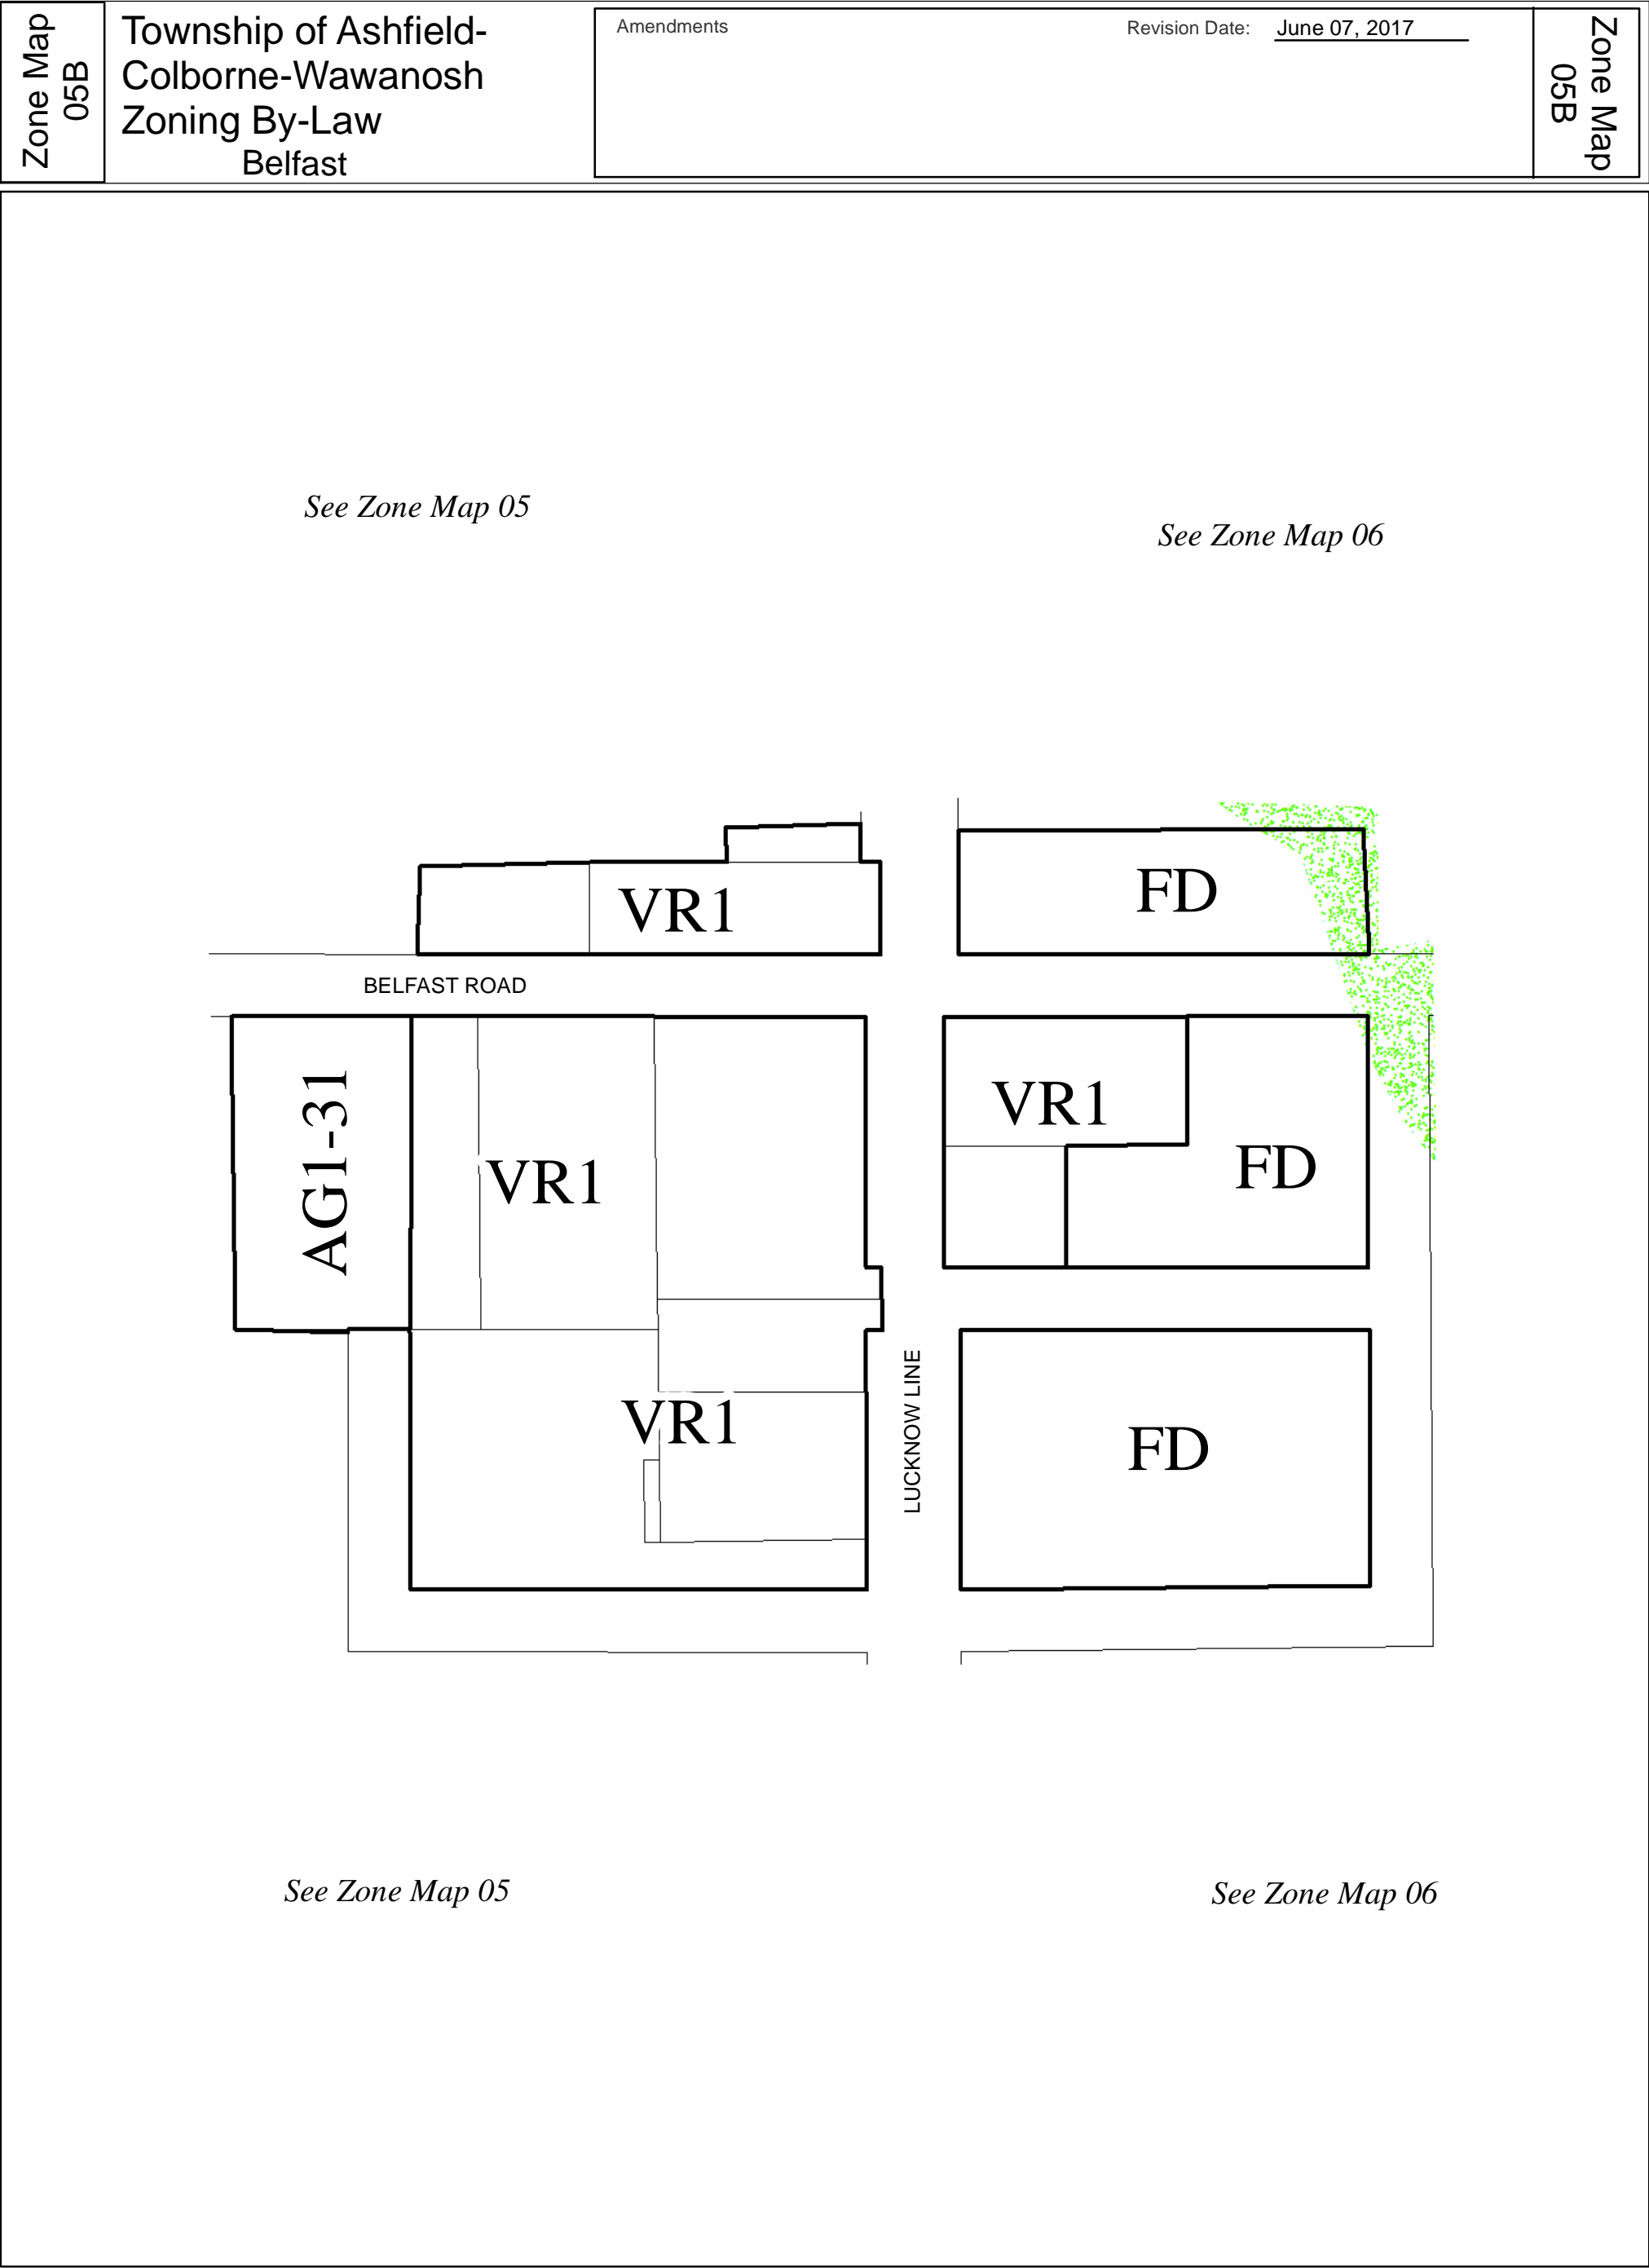 Zone Map
05B
Township of Ashfield-
Colborne-Wawanosh
Zoning By-Law
Belfast
Amendments
Revision Date: June 07, 2017
Zone Map
05B
See Zone Map 05
See Zone Map 06
VR1
FD
BELFAST ROAD
AG1-31
VR1
VR1
FD
VR1
LUCKNOW LINE
FD
See Zone Map 05
See Zone Map 06